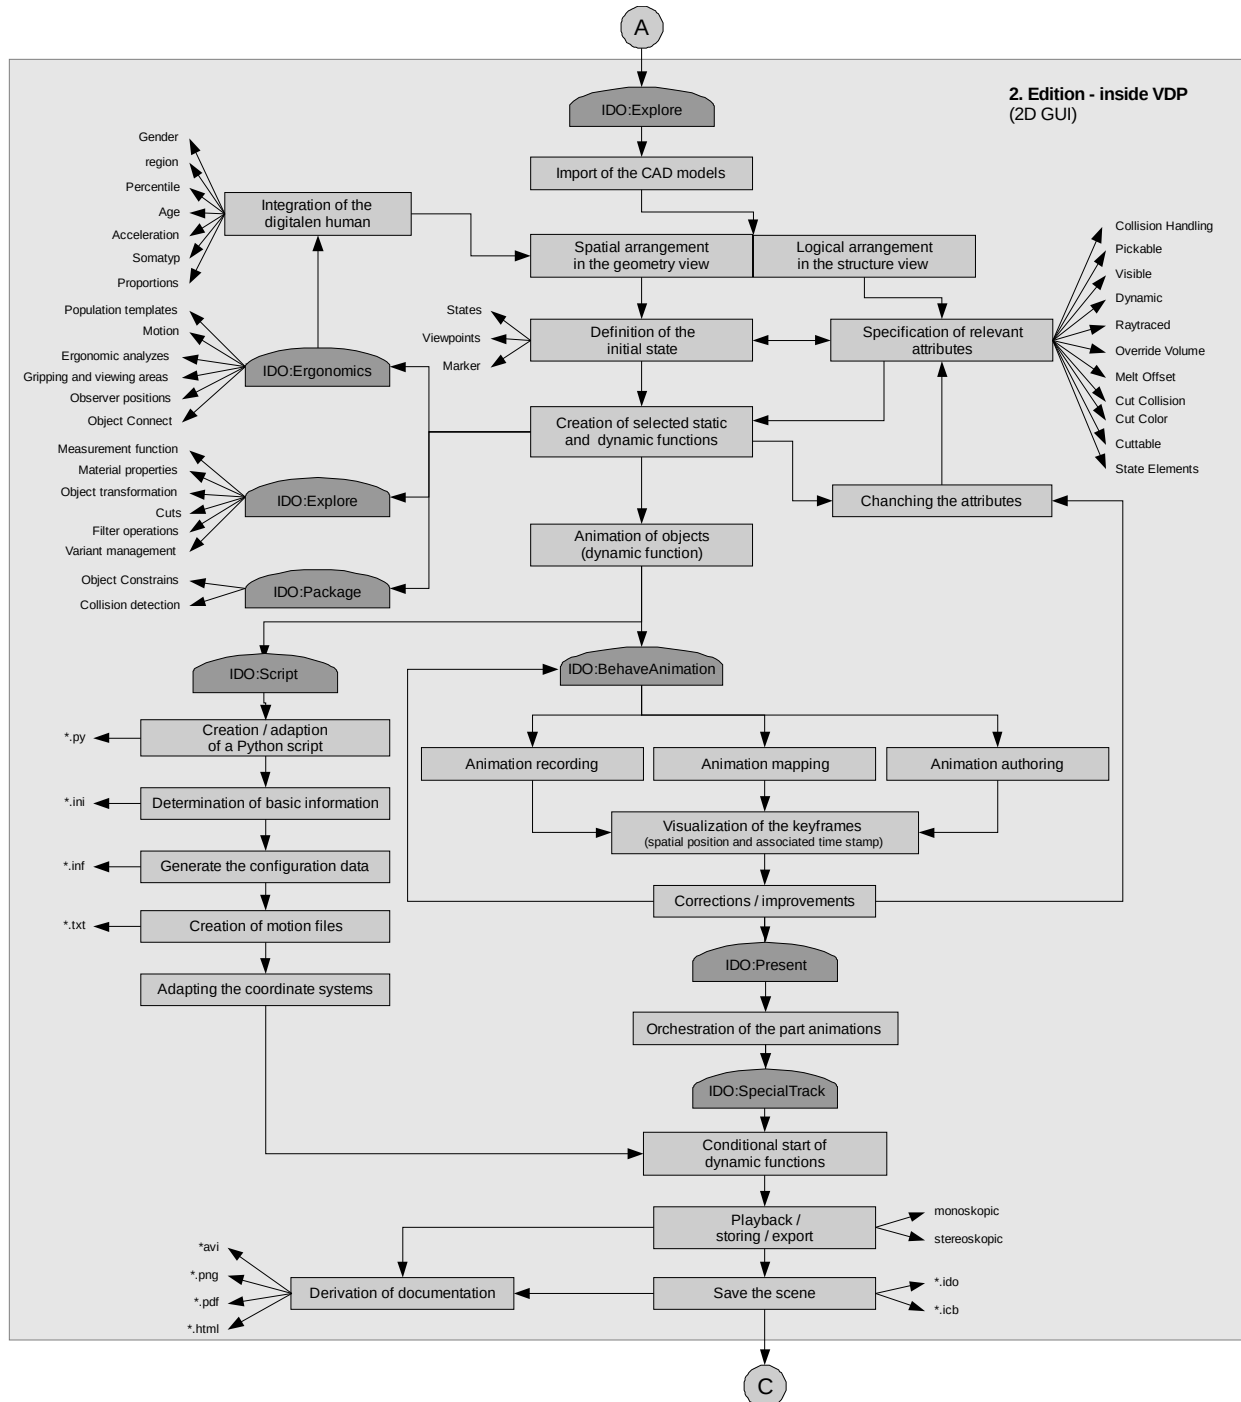 A
2. Edition - inside VDP
(2D GUI)
IDO:Explore
Import of the CAD models
Gender
region
Percentile
Age
Acceleration
Somatyp
Proportions
Integration of the
digitalen human
Spatial arrangement
in the geometry view
Logical arrangement
in the structure view
Collision Handling
Pickable
Visible
Dynamic
Raytraced
Override Volume
Melt Offset
Cut Collision
Cut Color
Cuttable
State Elements
Population templates
Motion
Ergonomic analyzes
Gripping and viewing areas
Observer positions
Object Connect
IDO:Ergonomics
States
Viewpoints
Marker
Definition of the
initial state
Specification of relevant
attributes
Creation of selected static
and dynamic functions
Measurement function
Material properties
Object transformation
Cuts
Filter operations
Variant management
IDO:Explore
Chanching the attributes
Animation of objects
(dynamic function)
Object Constrains
Collision detection
IDO:Package
IDO:Script
IDO:BehaveAnimation
*.py
Creation / adaption
of a Python script
Animation recording
Animation mapping
Animation authoring
*.ini
Determination of basic information
Visualization of the keyframes
(spatial position and associated time stamp)
*.inf
Generate the configuration data
Corrections / improvements
*.txt
Creation of motion files
IDO:Present
Adapting the coordinate systems
Orchestration of the part animations
IDO:SpecialTrack
Conditional start of
dynamic functions
Playback /
storing / export
monoskopic
stereoskopic
*avi
*.png
*.pdf
*.html
Derivation of documentation
Save the scene
*.ido
*.icb
C